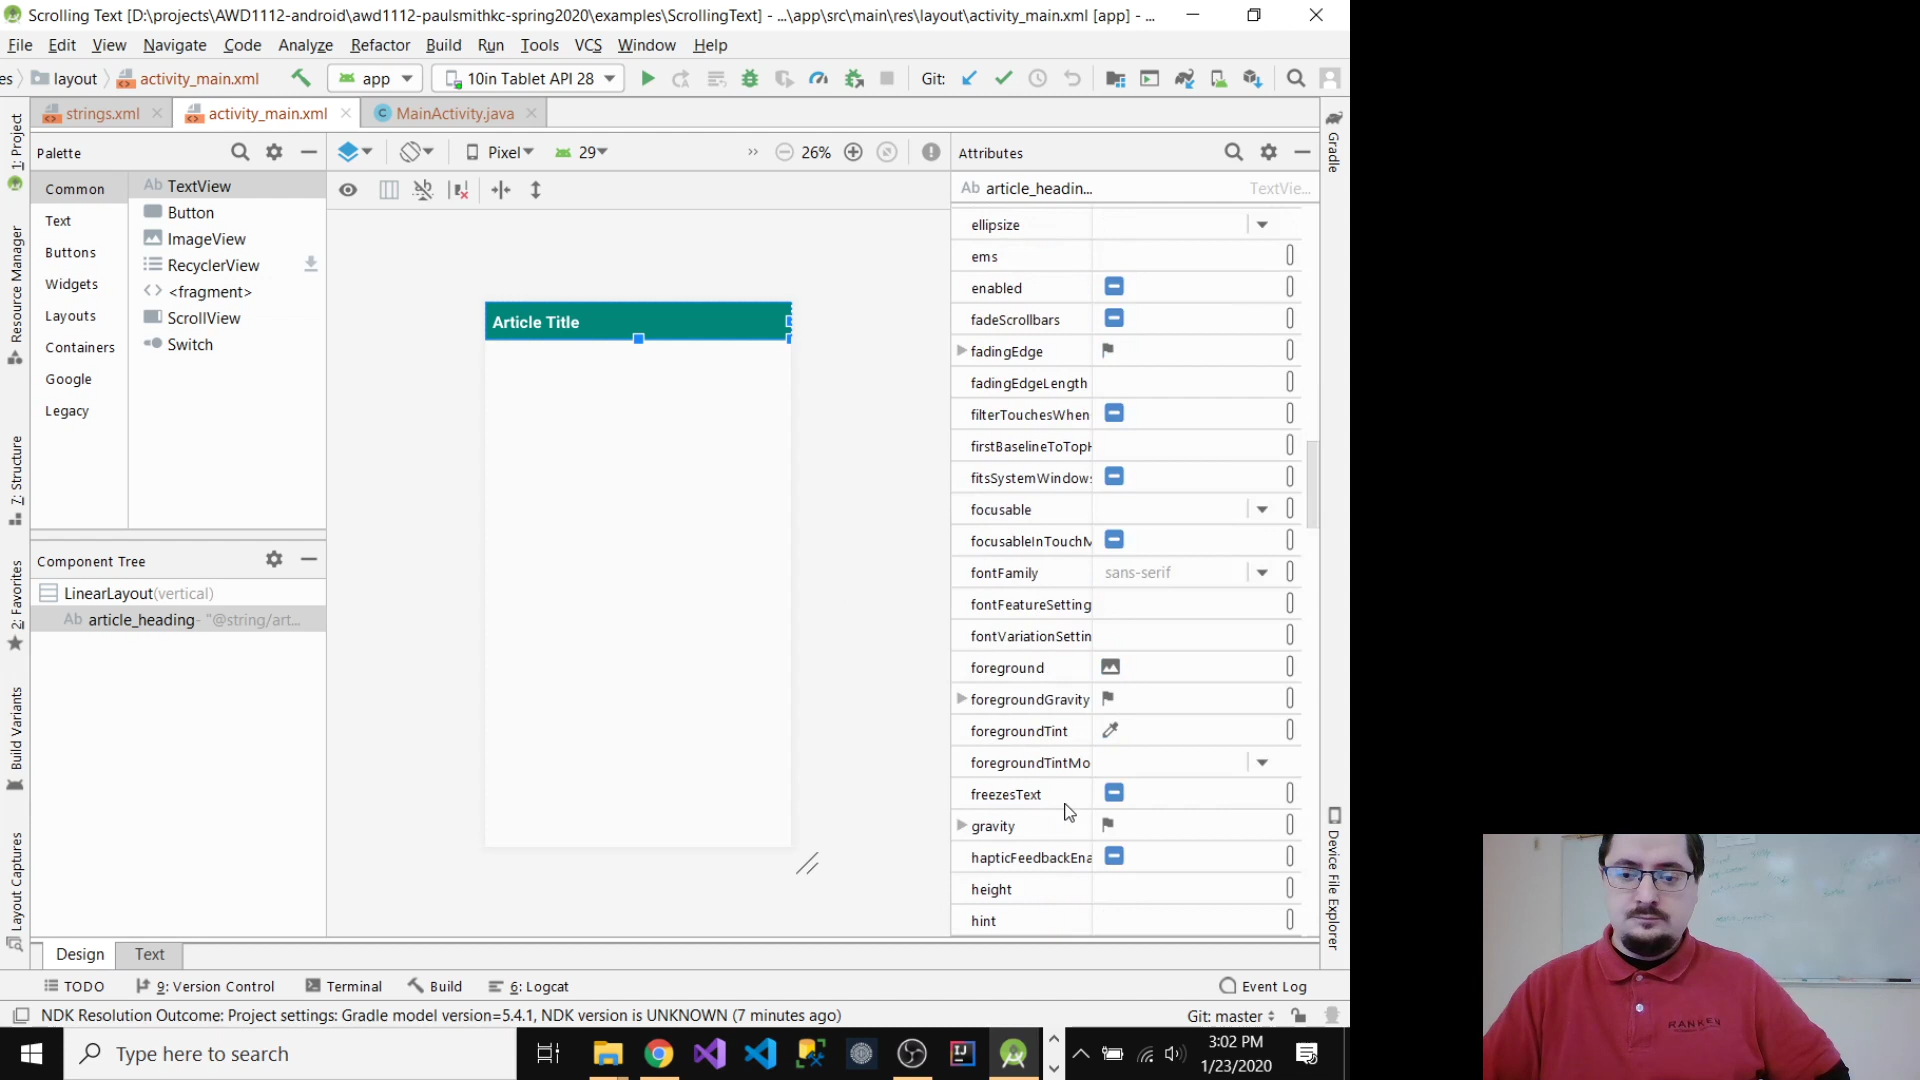 Scrolling Text [D:\projects\AWD1112-android\awd1112-paulsmithkc-spring2020\examples\ScrollingText] - ...\app\src\main\res\layout\activity_main.xml [app] - ...
File Edit View Navigate Code Analyze Refactor Build Run Tools VCS Window Help
es layout activity_main.xml app 10in Tablet API 28 Git:
strings.xml activity_main.xml MainActivity.java
Palette
Pixel 29 >> 26%
Attributes
Common
Text
Buttons
Widgets
Layouts
Containers
Google
Legacy
Ab TextView
Button
ImageView
RecyclerView
<fragment>
ScrollView
Switch
Component Tree
LinearLayout(vertical)
Ab article_heading- "@string/art...
Article Title
Ab article_headin... TextVie...
ellipsize
ems
enabled
fadeScrollbars
fadingEdge
fadingEdgeLength
filterTouchesWhen
firstBaselineToTopH
fitsSystemWindows
focusable
focusableInTouchM
fontFamily sans-serif
fontFeatureSetting
fontVariationSettin
foreground
foregroundGravity
foregroundTint
foregroundTintMo
freezesText
gravity
hapticFeedbackEna
height
hint
1: Project
Resource Manager
7: Structure
2: Favorites
Build Variants
Layout Captures
Gradle
Device File Explorer
Design Text
TODO 9: Version Control Terminal Build 6: Logcat Event Log
NDK Resolution Outcome: Project settings: Gradle model version=5.4.1, NDK version is UNKNOWN (7 minutes ago) Git: master
Type here to search
3:02 PM
1/23/2020
RANKEN